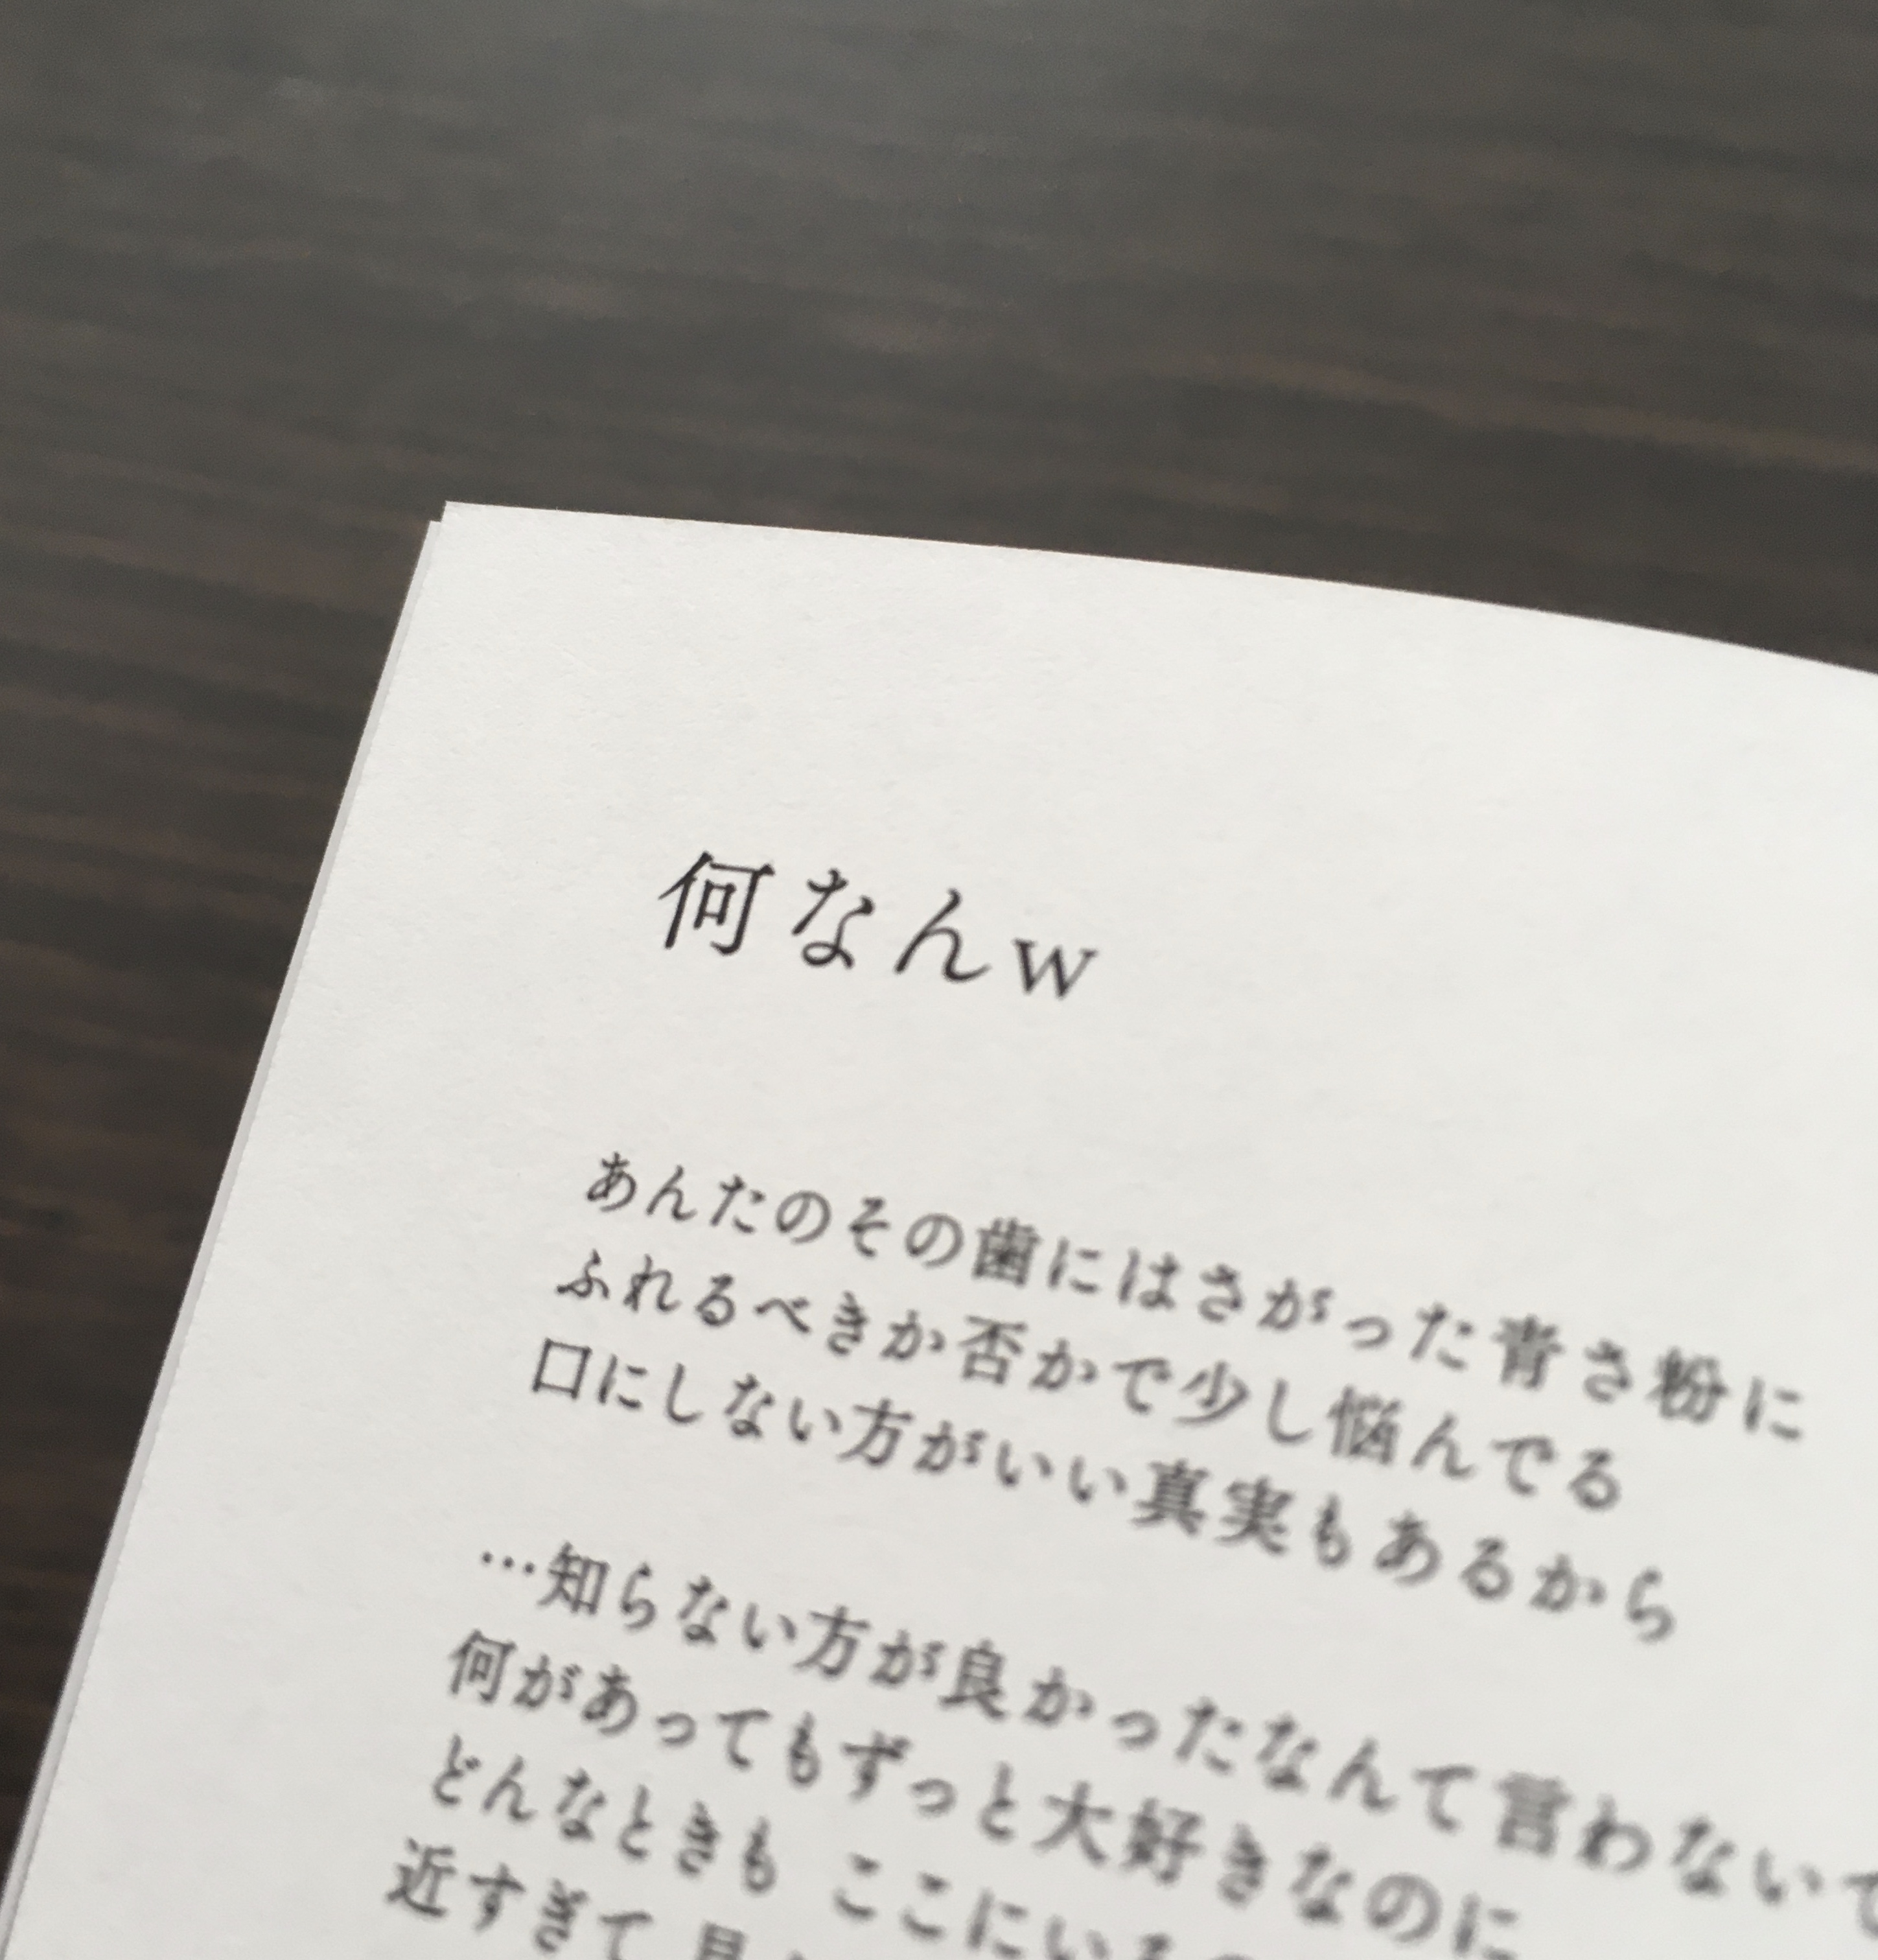 何なんw
あんたのその歯にはさがった青さ粉に
ふれるべきか否かで少し悩んでる
口にしない方がいい真実もあるから
…知らない方が良かったなんて言わないで
何があってもずっと大好きなのに
どんなときも ここにいる
近すぎて 見